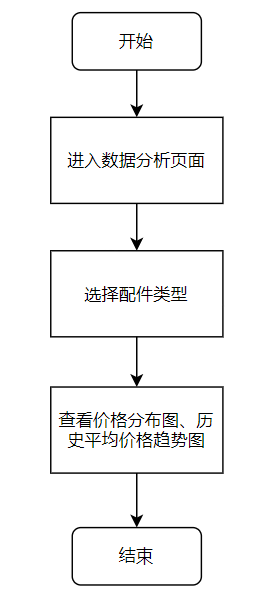 开始
进入数据分析页面
选择配件类型
查看价格分布图、历
史平均价格趋势图
结束